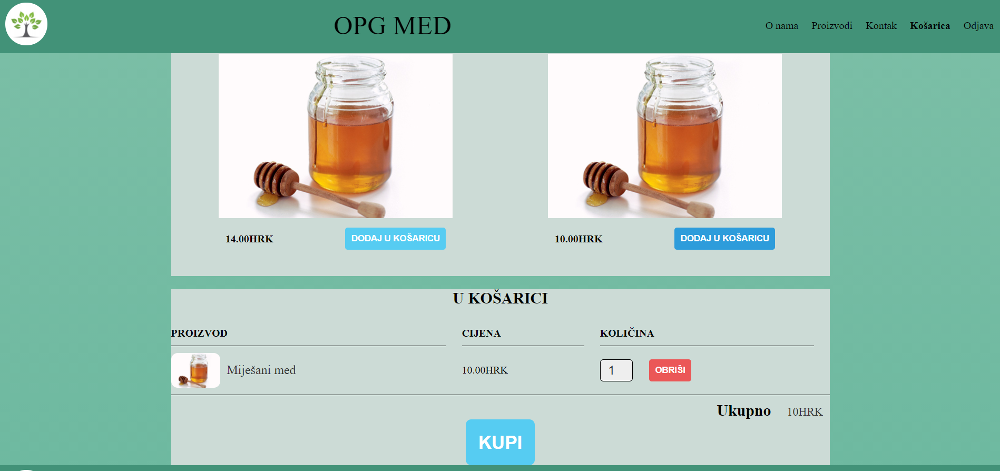 OPG MED
O nama Proizvodi Kontak Košarica Odjava
14.00HRK DODAJ U KOŠARICU 10.00HRK DODAJ U KOŠARICU
U KOŠARICI
PROIZVOD CIJENA KOLIČINA
Miješani med 10.00HRK 1 OBRIŠI
Ukupno 10HRK
KUPI